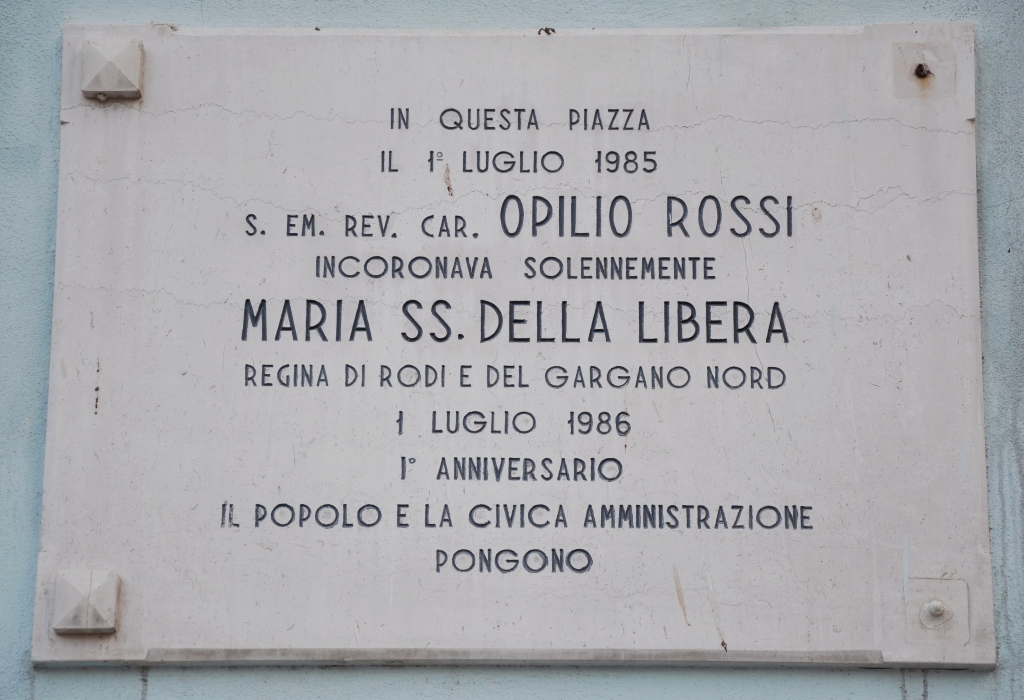 IN QUESTA PIAZZA
IL 1º LUGLIO 1985
S. EM. REV. CAR. OPILIO ROSSI
INCORONAVA SOLENNEMENTE
MARIA SS. DELLA LIBERA
REGINA DI RODI E DEL GARGANO NORD
1 LUGLIO 1986
1° ANNIVERSARIO
IL POPOLO E LA CIVICA AMMINISTRAZIONE
PONGONO